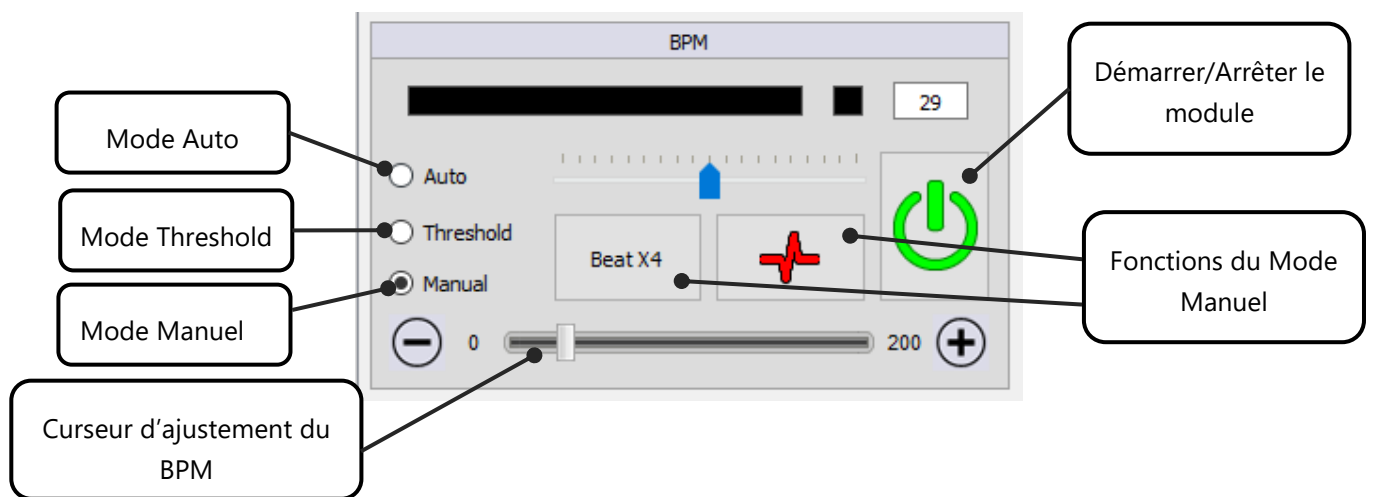 BPM
Démarrer/Arrêter le
module
29
Mode Auto
Auto
Mode Threshold
Threshold
Beat X4
Fonctions du Mode
Manuel
Manual
Mode Manuel
0
200
Curseur d’ajustement du
BPM